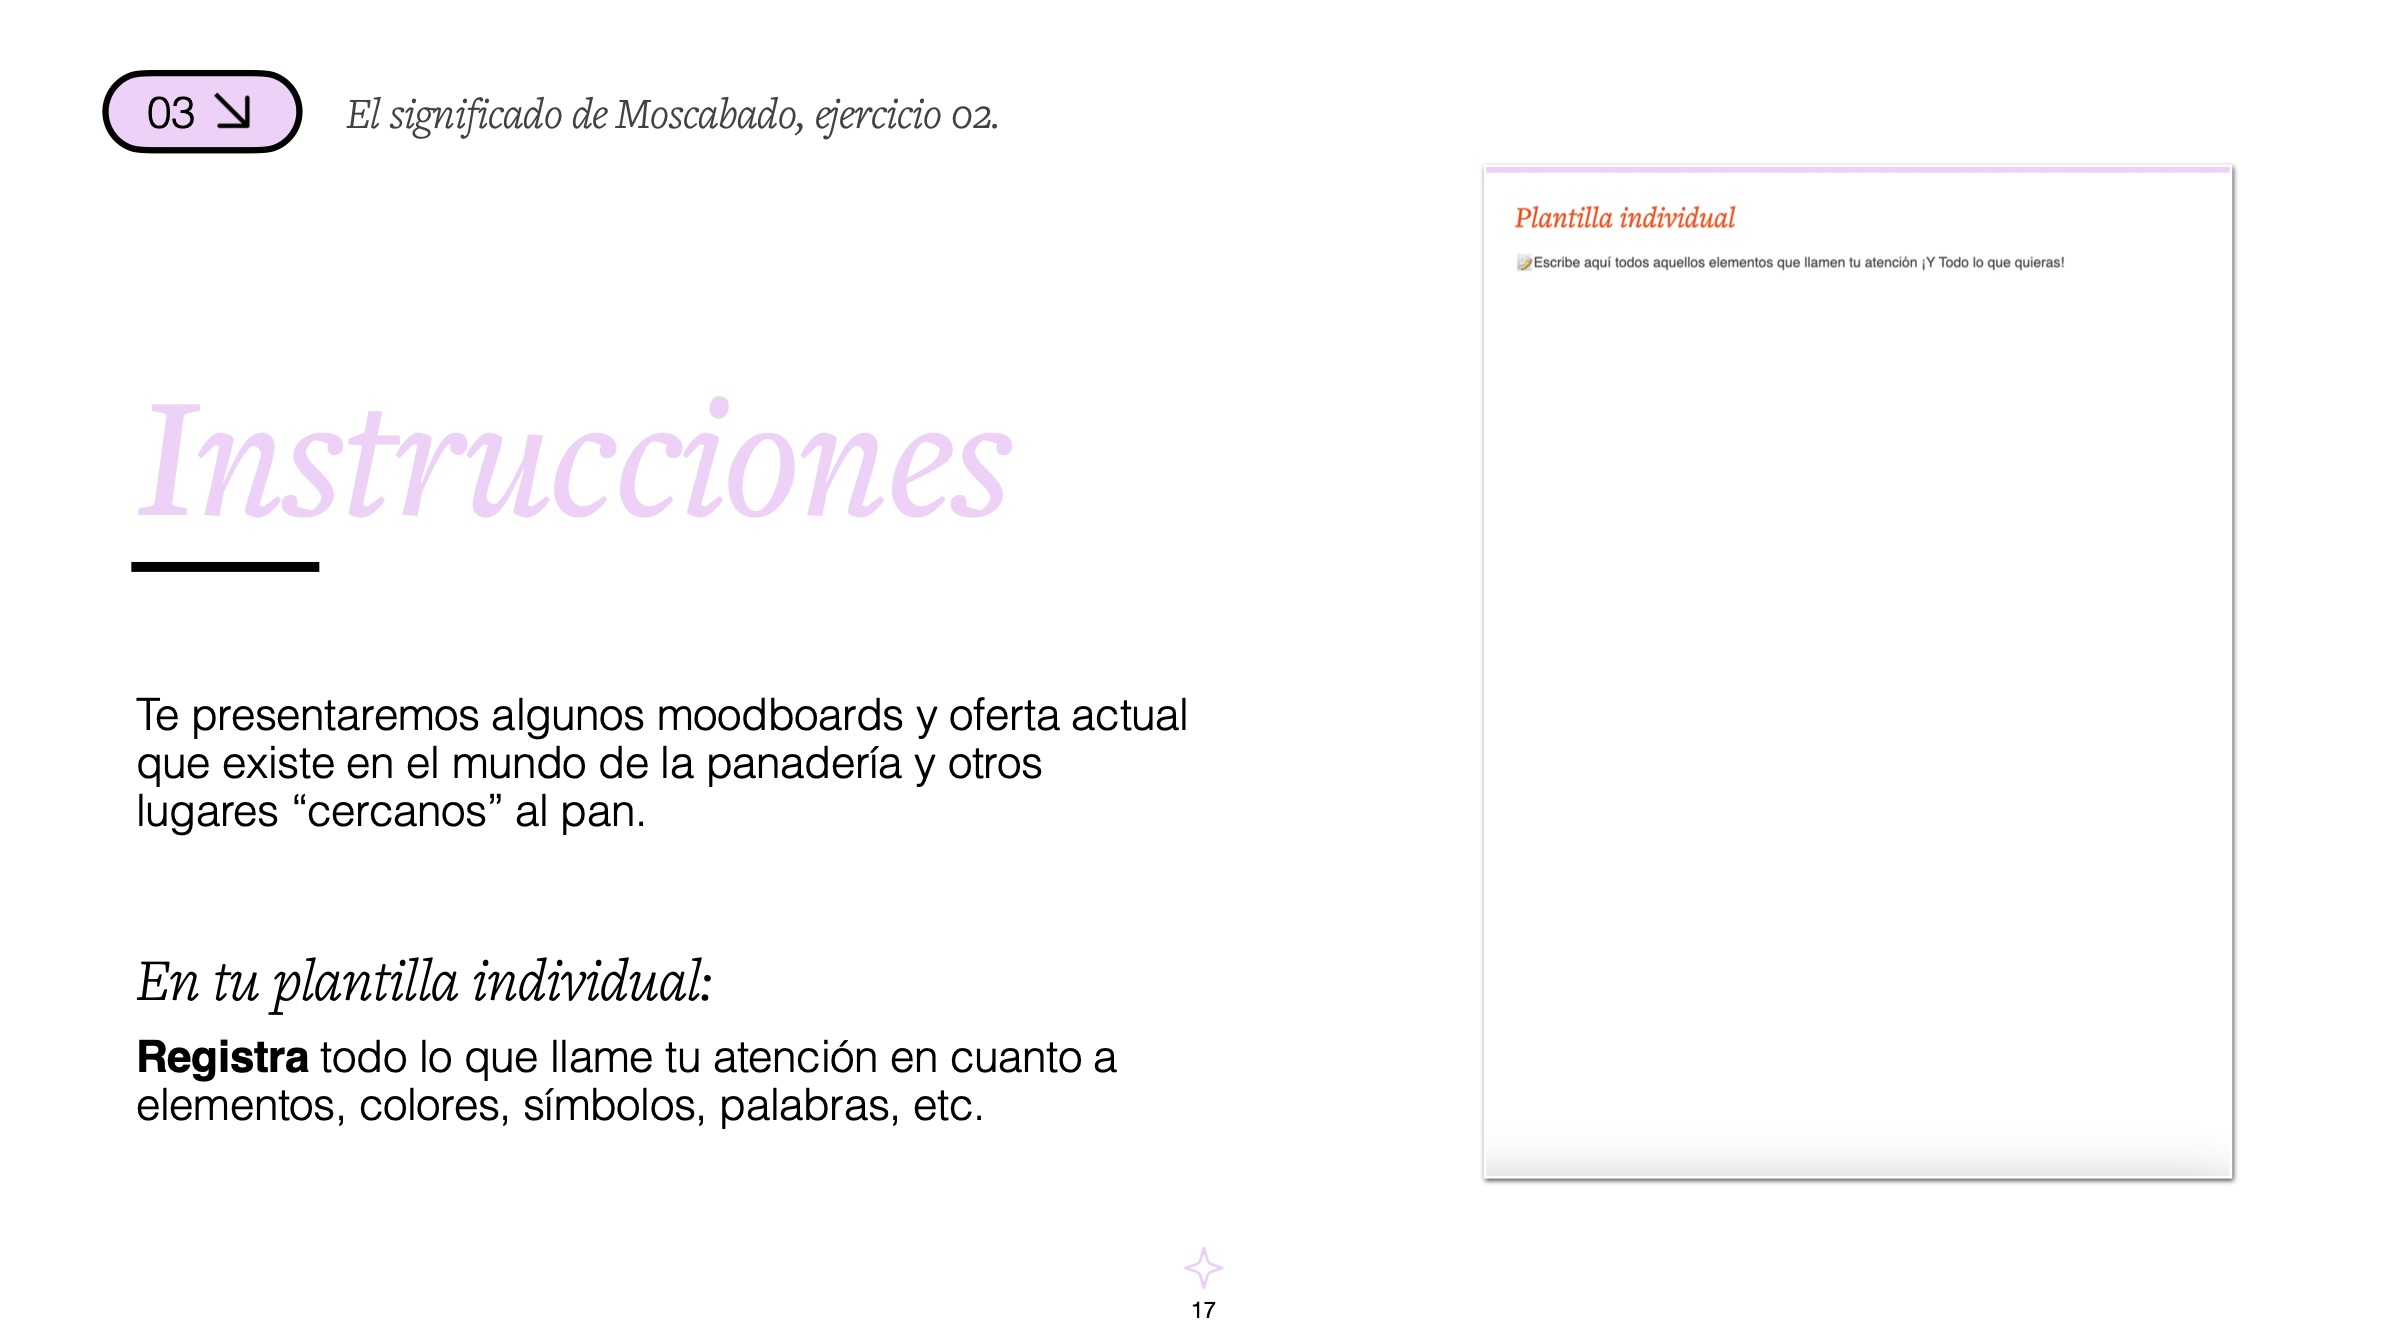 03
El significado de Moscabado, ejercicio 02.
Plantilla individual
Escribe aquí todos aquellos elementos que llamen tu atención ¡Y Todo lo que quieras!
Instrucciones
Te presentaremos algunos moodboards y oferta actual
que existe en el mundo de la panadería y otros
lugares “cercanos” al pan.
En tu plantilla individual:
Registra todo lo que llame tu atención en cuanto a
elementos, colores, símbolos, palabras, etc.
17